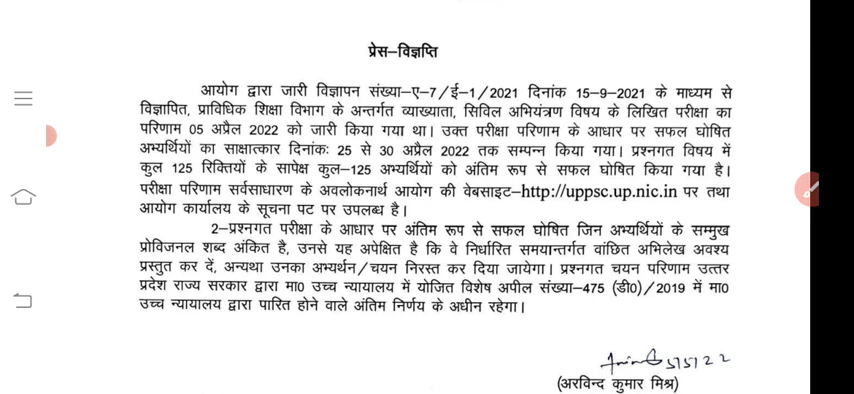 प्रेस–विज्ञप्ति
आयोग द्वारा जारी विज्ञापन संख्या–ए–7/ई–1/2021 दिनांक 15–9–2021 के माध्यम से
विज्ञापित, प्राविधिक शिक्षा विभाग के अन्तर्गत व्याख्याता, सिविल अभियंत्रण विषय के लिखित परीक्षा का
परिणाम 05 अप्रैल 2022 को जारी किया गया था। उक्त परीक्षा परिणाम के आधार पर सफल घोषित
अभ्यर्थियों का साक्षात्कार दिनांकः 25 से 30 अप्रैल 2022 तक सम्पन्न किया गया। प्रश्नगत विषय में
कुल 125 रिक्तियों के सापेक्ष कुल–125 अभ्यर्थियों को अंतिम रूप से सफल घोषित किया गया है।
परीक्षा परिणाम सर्वसाधारण के अवलोकनार्थ आयोग की वेबसाइट–http://uppsc.up.nic.in पर तथा
आयोग कार्यालय के सूचना पट पर उपलब्ध है।
2–प्रश्नगत परीक्षा के आधार पर अंतिम रूप से सफल घोषित जिन अभ्यर्थियों के सम्मुख
प्रोविजनल शब्द अंकित है, उनसे यह अपेक्षित है कि वे निर्धारित समयान्तर्गत वांछित अभिलेख अवश्य
प्रस्तुत कर दें, अन्यथा उनका अभ्यर्थन/चयन निरस्त कर दिया जायेगा। प्रश्नगत चयन परिणाम उत्तर
प्रदेश राज्य सरकार द्वारा मा0 उच्च न्यायालय में योजित विशेष अपील संख्या–475 (डी0)/2019 में मा0
उच्च न्यायालय द्वारा पारित होने वाले अंतिम निर्णय के अधीन रहेगा।
5/5/22
(अरविन्द कुमार मिश्र)